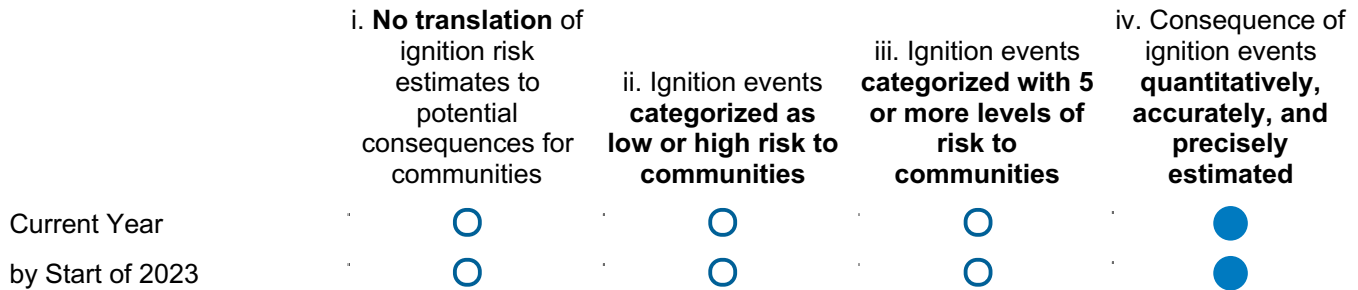 i. No translation of
ignition risk
estimates to
potential
consequences for
communities
ii. Ignition events
categorized as
low or high risk to
communities
iii. Ignition events
categorized with 5
or more levels of
risk to
communities
iv. Consequence of
ignition events
quantitatively,
accurately, and
precisely
estimated
Current Year
by Start of 2023